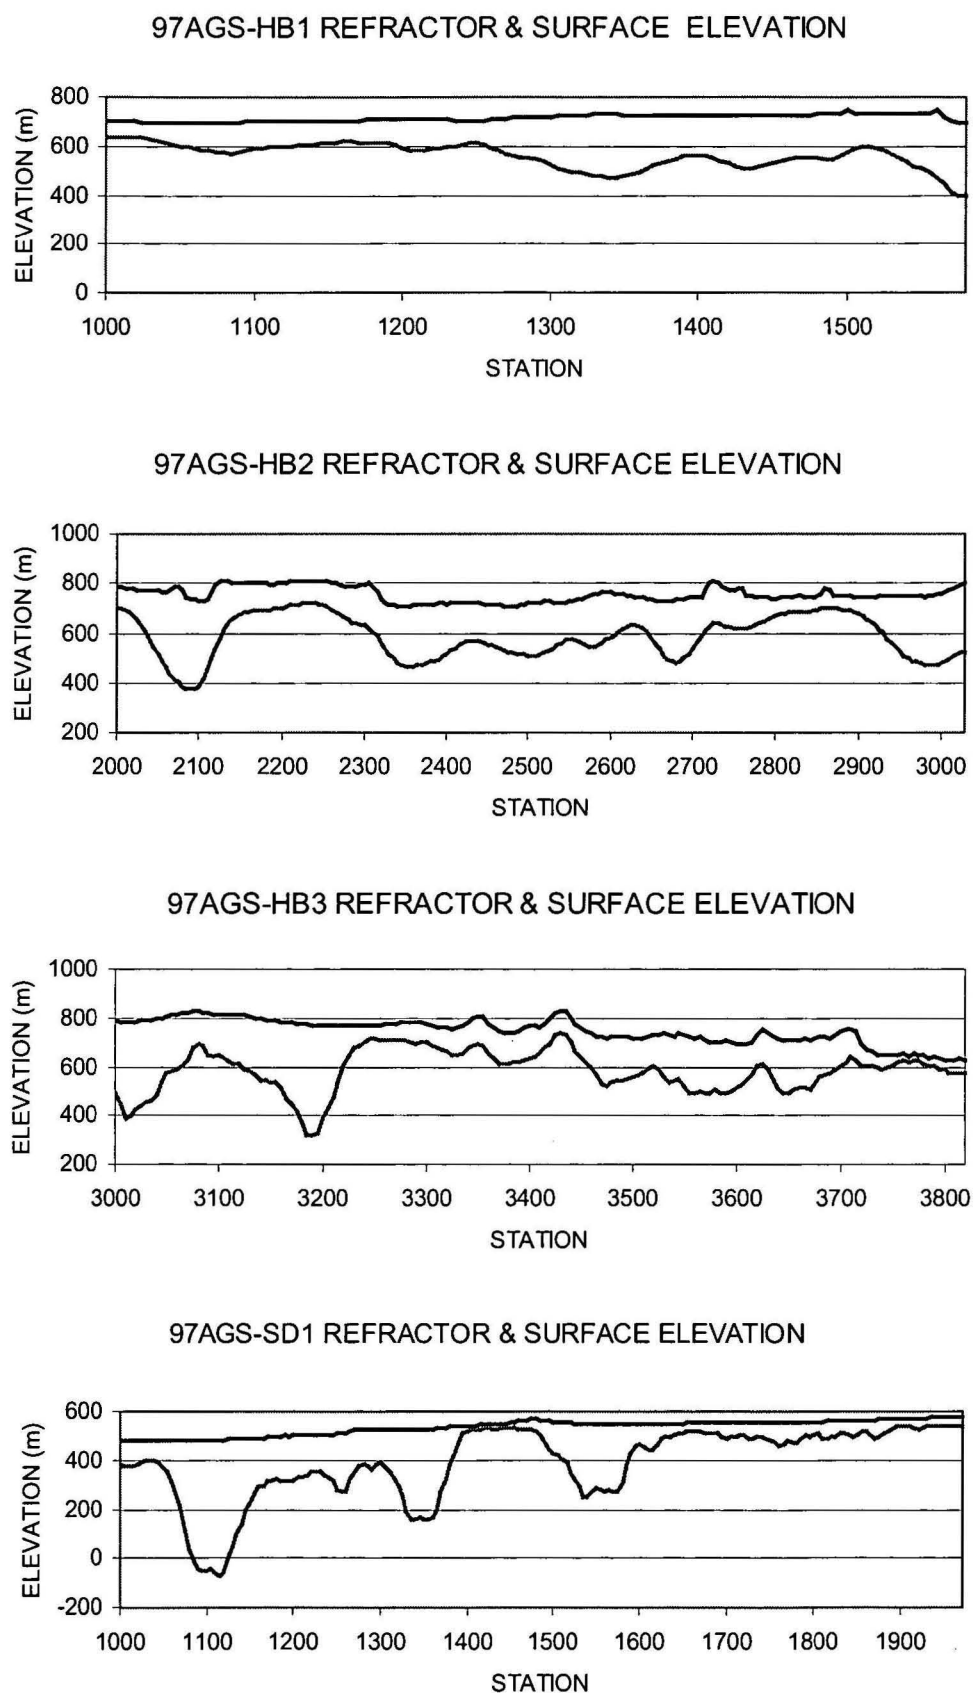 97AGS-HB1 REFRACTOR & SURFACE ELEVATION
ELEVATION (m)
800
600
400
200
0
1000 1100 1200 1300 1400 1500
STATION
97AGS-HB2 REFRACTOR & SURFACE ELEVATION
ELEVATION (m)
1000
800
600
400
200
2000 2100 2200 2300 2400 2500 2600 2700 2800 2900 3000
STATION
97AGS-HB3 REFRACTOR & SURFACE ELEVATION
ELEVATION (m)
1000
800
600
400
200
3000 3100 3200 3300 3400 3500 3600 3700 3800
STATION
97AGS-SD1 REFRACTOR & SURFACE ELEVATION
ELEVATION (m)
600
400
200
0
-200
1000 1100 1200 1300 1400 1500 1600 1700 1800 1900
STATION